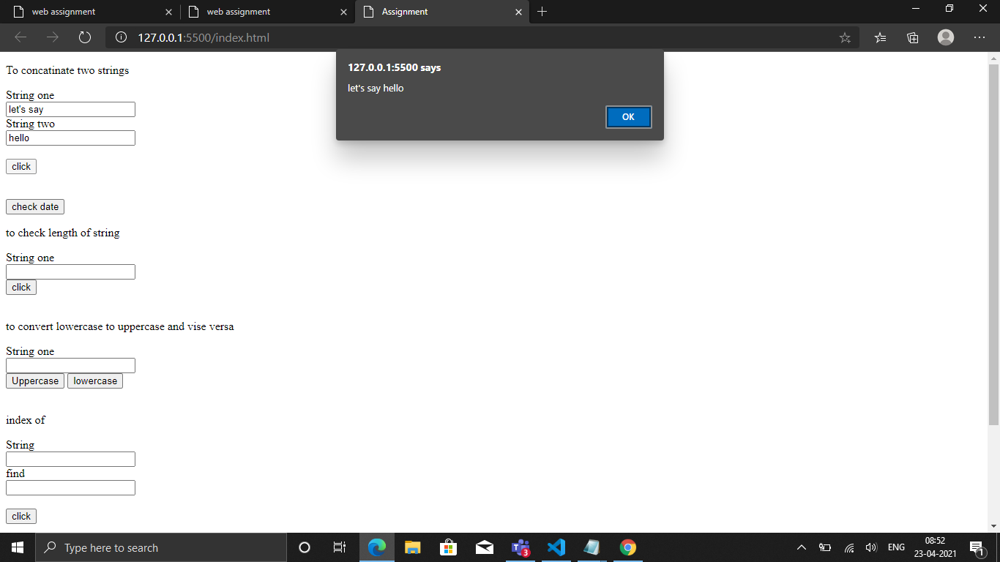 web assignment
web assignment
Assignment
127.0.0.1:5500/index.html
127.0.0.1:5500 says
let's say hello
OK
To concatinate two strings
String one
let's say
String two
hello
click
check date
to check length of string
String one
click
to convert lowercase to uppercase and vise versa
String one
Uppercase lowercase
index of
String
find
click
Type here to search
3
ENG
08:52
23-04-2021
1